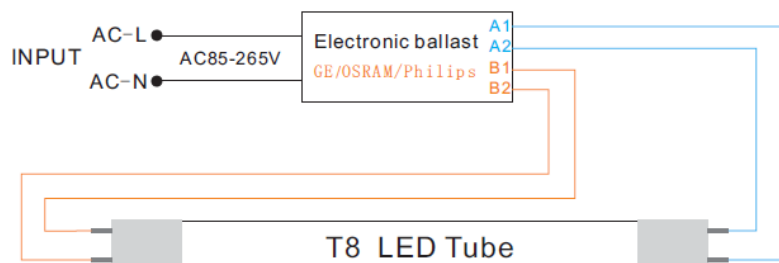 INPUT
AC-L
AC-N
AC85-265V
Electronic ballast
GE/OSRAM/Philips
A1
A2
B1
B2
T8 LED Tube